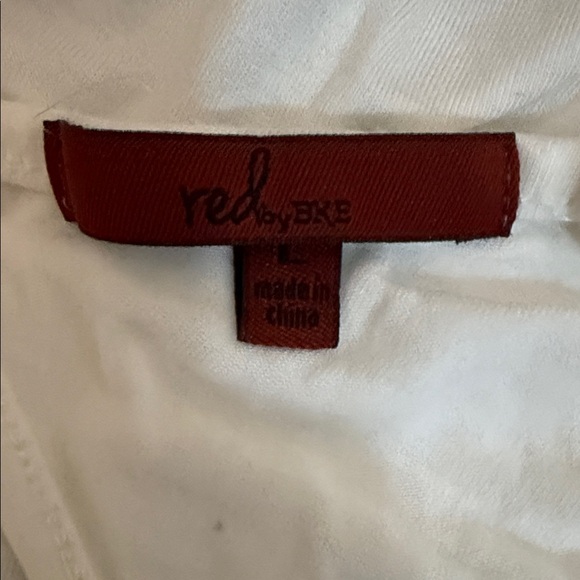 red by BKE
L
made in
china